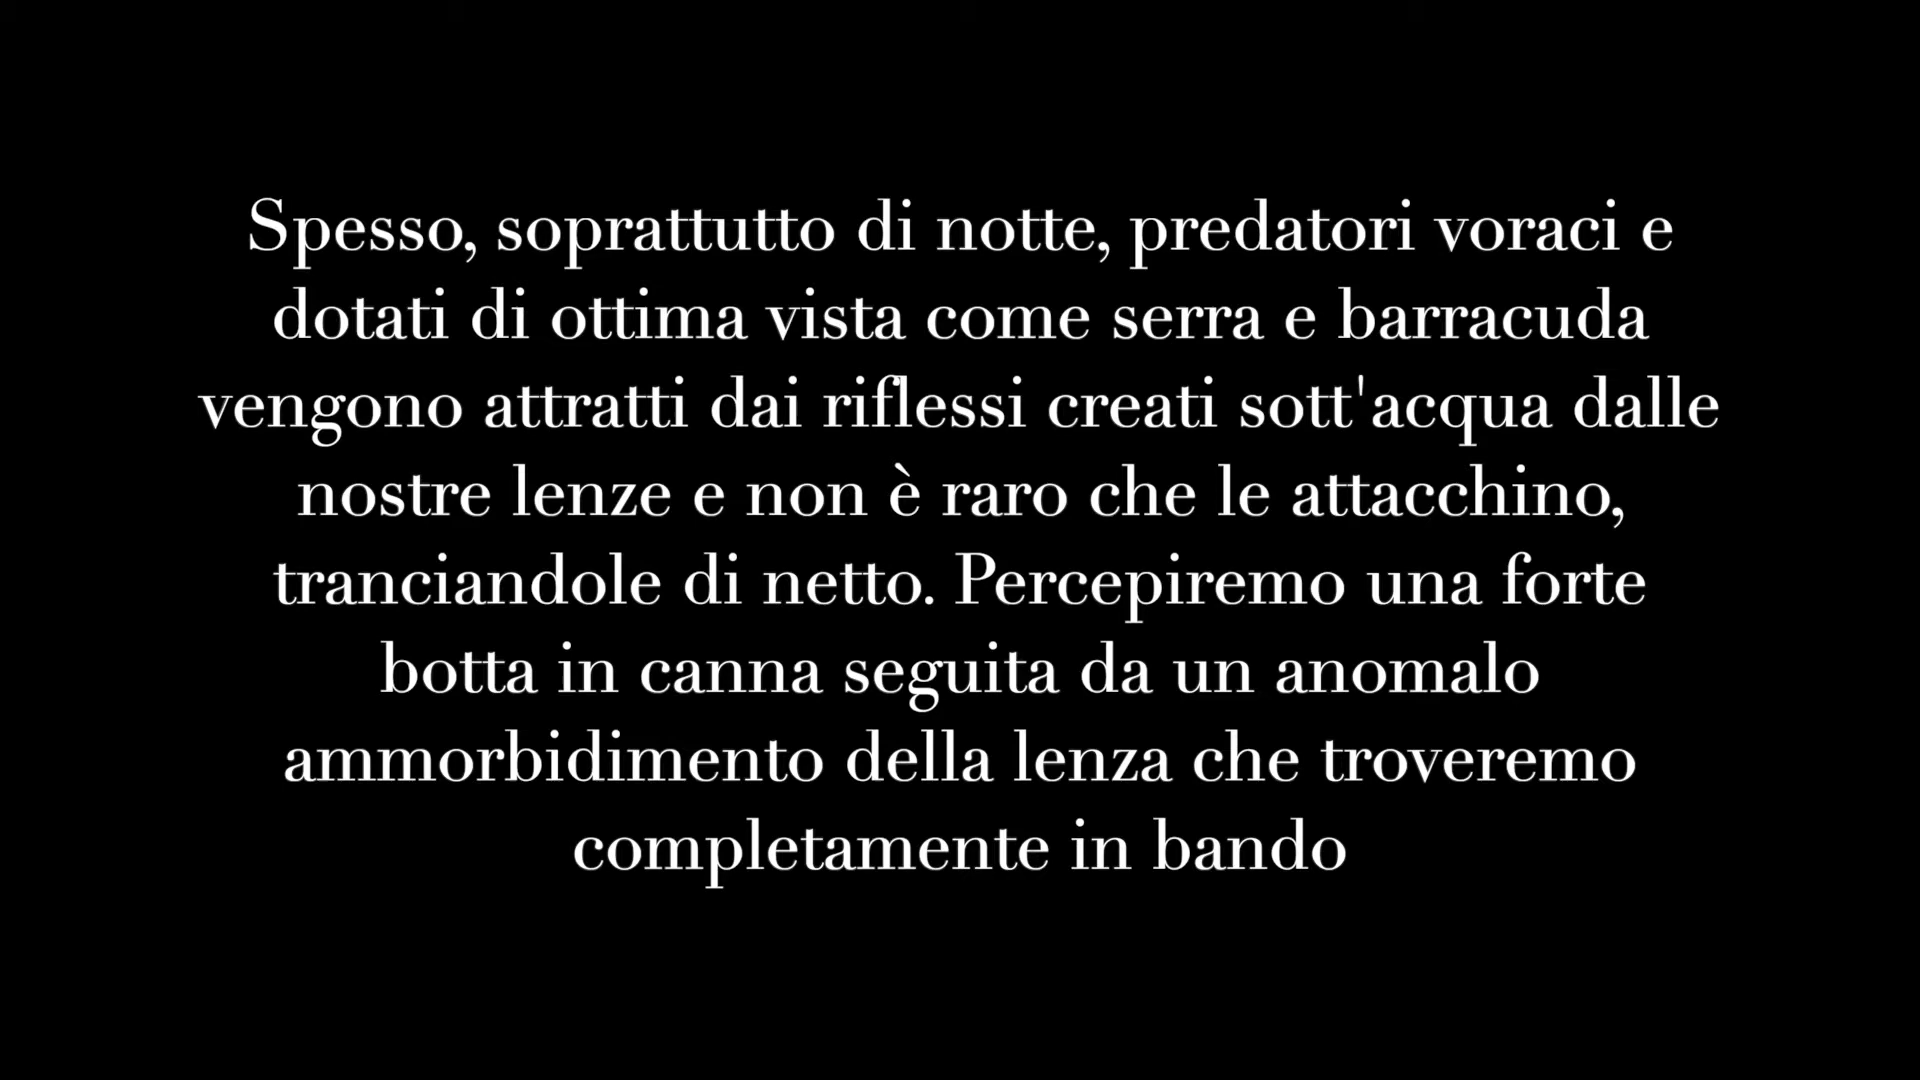 Spesso, soprattutto di notte, predatori voraci e
dotati di ottima vista come serra e barracuda
vengono attratti dai riflessi creati sott'acqua dalle
nostre lenze e non è raro che le attacchino,
tranciandole di netto. Percepiremo una forte
botta in canna seguita da un anomalo
ammorbidimento della lenza che troveremo
completamente in bando